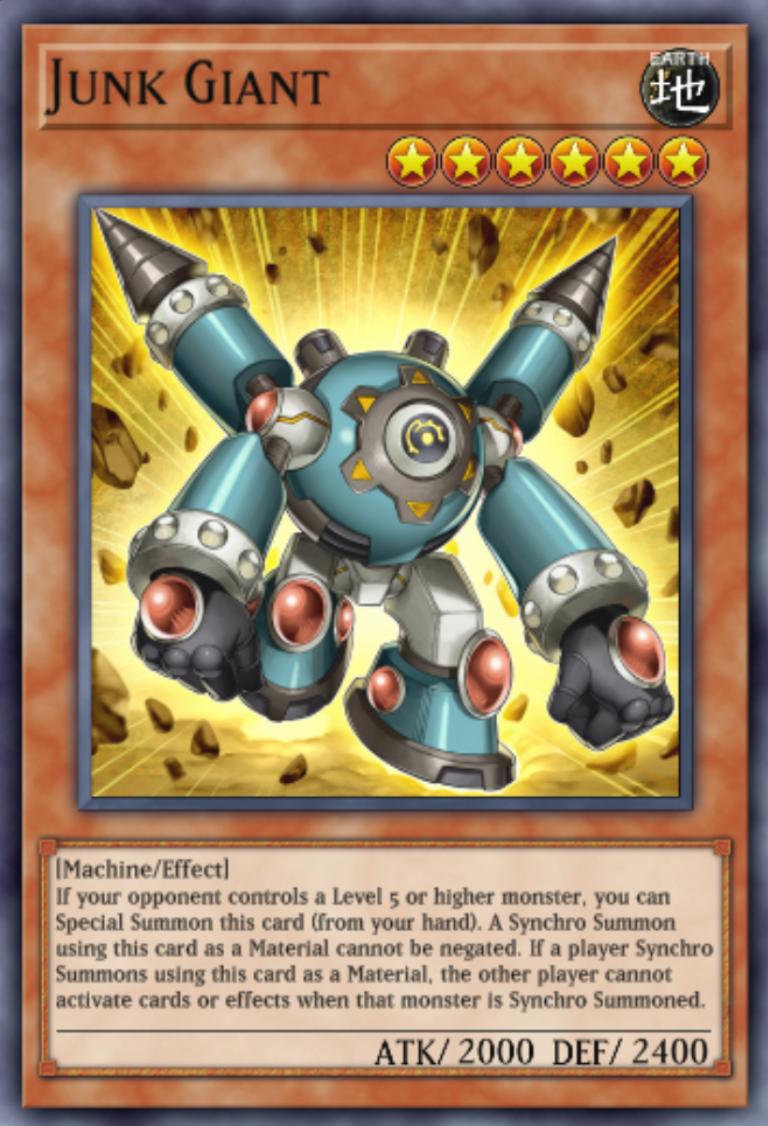 Junk Giant
EARTH
地
[Machine/Effect]
If your opponent controls a Level 5 or higher monster, you can
Special Summon this card (from your hand). A Synchro Summon
using this card as a Material cannot be negated. If a player Synchro
Summons using this card as a Material, the other player cannot
activate cards or effects when that monster is Synchro Summoned.
ATK/ 2000 DEF/ 2400